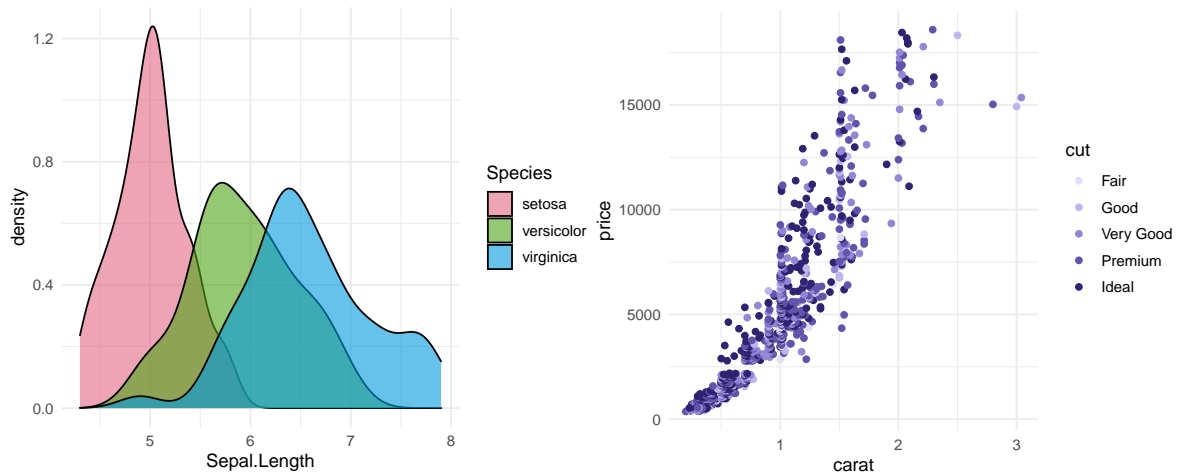 density
1.2
0.8
0.4
0.0
5
6
7
8
Sepal.Length
Species
setosa
versicolor
virginica
price
15000
10000
5000
0
1
2
3
carat
cut
Fair
Good
Very Good
Premium
Ideal